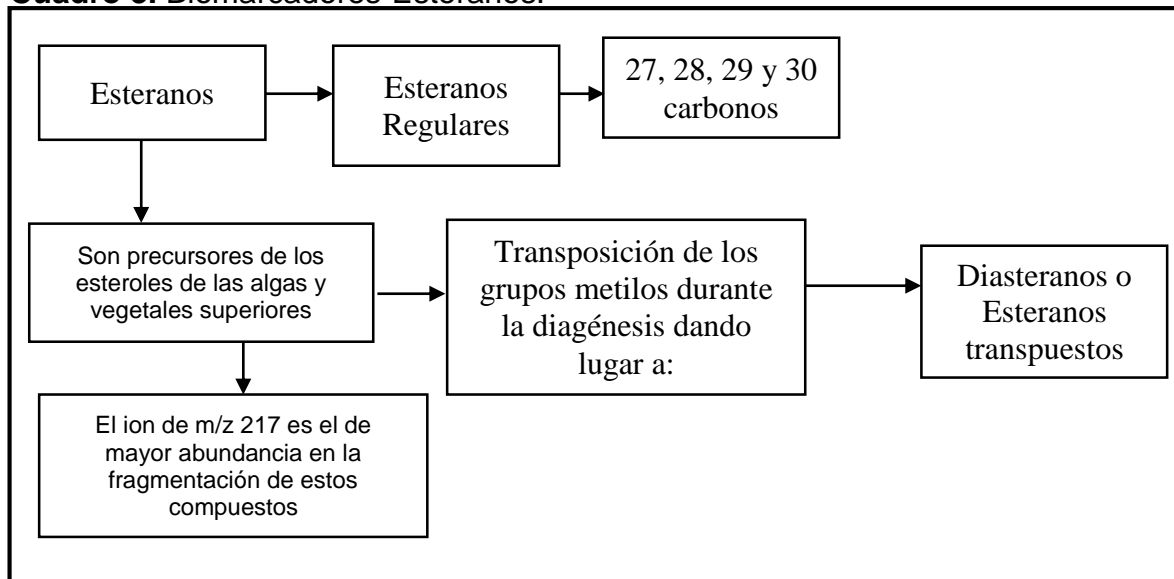 Cuadro 3. Biomarcadores Esteranos.
Esteranos
Esteranos
Regulares
27, 28, 29 y 30
carbonos
Son precursores de los
esteroles de las algas y
vegetales superiores
Transposición de los
grupos metilos durante
la diagénesis dando
lugar a:
Diasteranos o
Esteranos
transpuestos
El ion de m/z 217 es el de
mayor abundancia en la
fragmentación de estos
compuestos